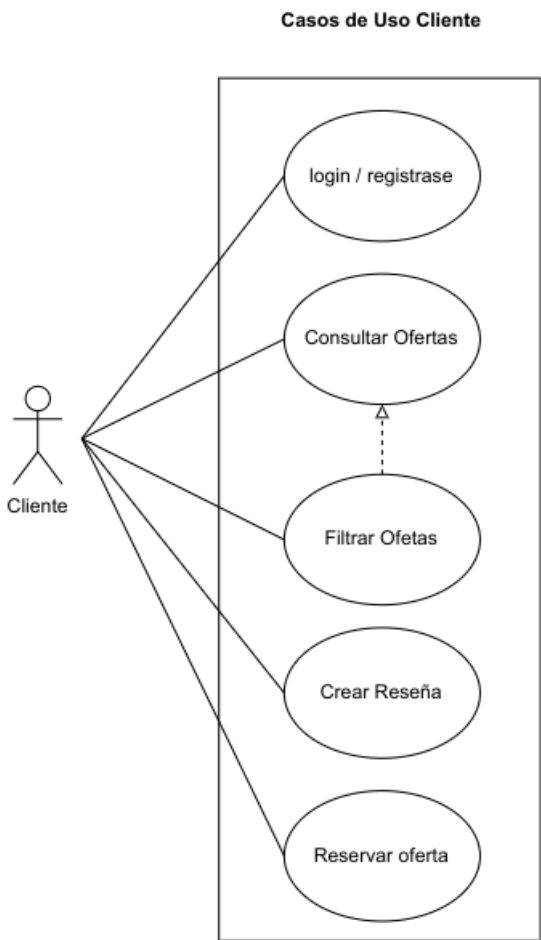 Casos de Uso Cliente
login / registrase
Consultar Ofertas
Cliente
Filtrar Ofetas
Crear Reseña
Reservar oferta